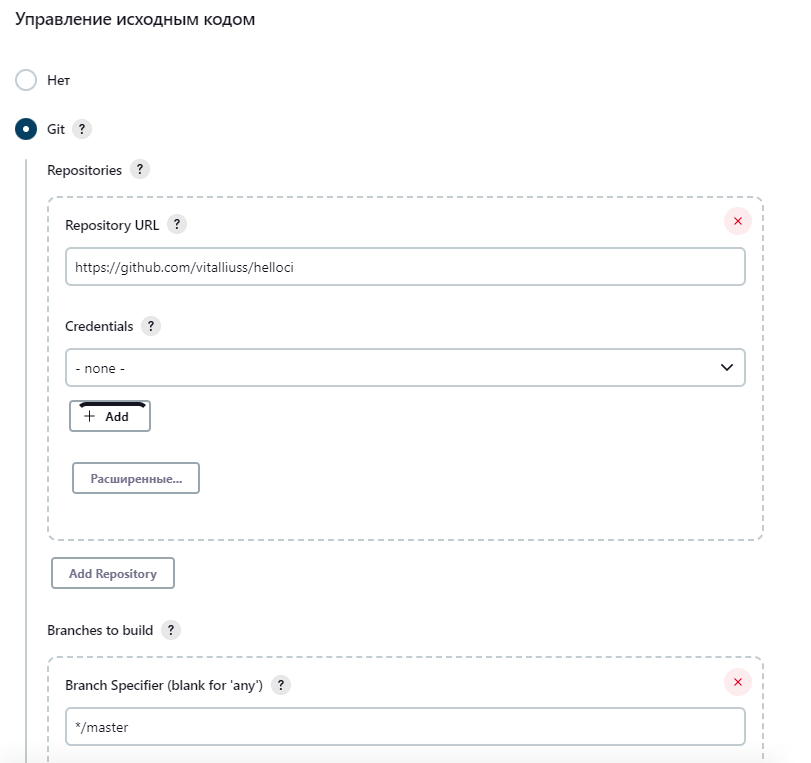 Управление исходным кодом
Нет
Git ?
Repositories ?
Repository URL ?
https://github.com/vitalliuss/helloci
Credentials ?
- none -
+ Add
Расширенные...
Add Repository
Branches to build ?
Branch Specifier (blank for 'any') ?
*/master